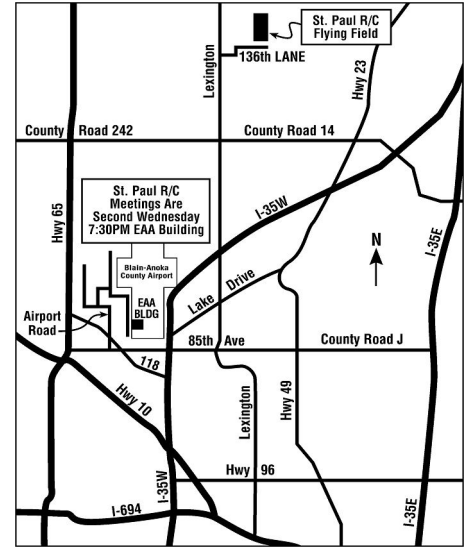 St. Paul R/C
Flying Field
136th LANE
Lexington
Hwy 23
County Road 242
County Road 14
St. Paul R/C
Meetings Are
Second Wednesday
7:30PM EAA Building
I-35W
Hwy 65
I-35E
N
Blain-Anoka
County Airport
Lake Drive
EAA
BLDG
Airport
Road
85th Ave
County Road J
118
Hwy 10
Lexington
Hwy 49
Hwy 96
I-35W
I-694
I-35E